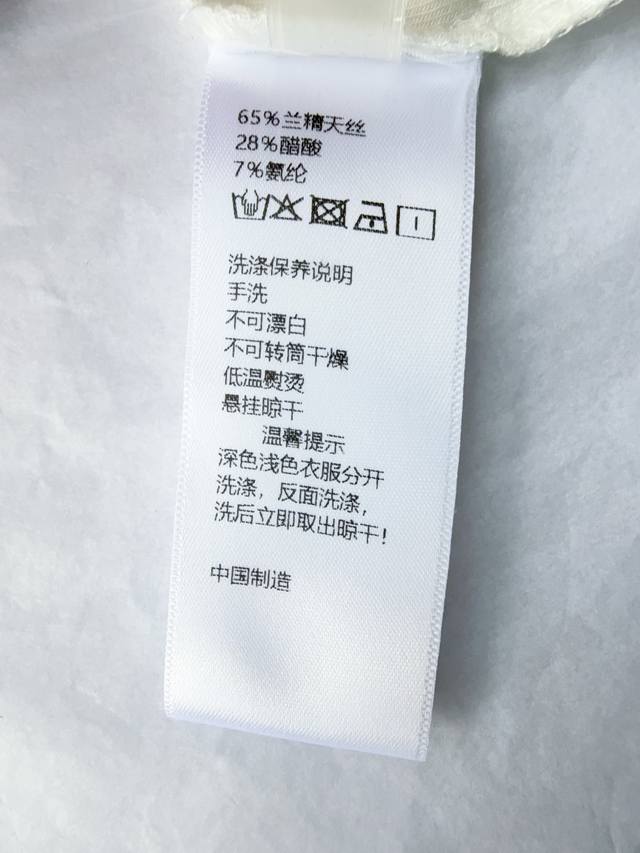 65%兰精天丝
28%醋酸
7%氨纶
洗涤保养说明
手洗
不可漂白
不可转筒干燥
低温熨烫
悬挂晾干
温馨提示
深色浅色衣服分开
洗涤，反面洗涤，
洗后立即取出晾干！
中国制造